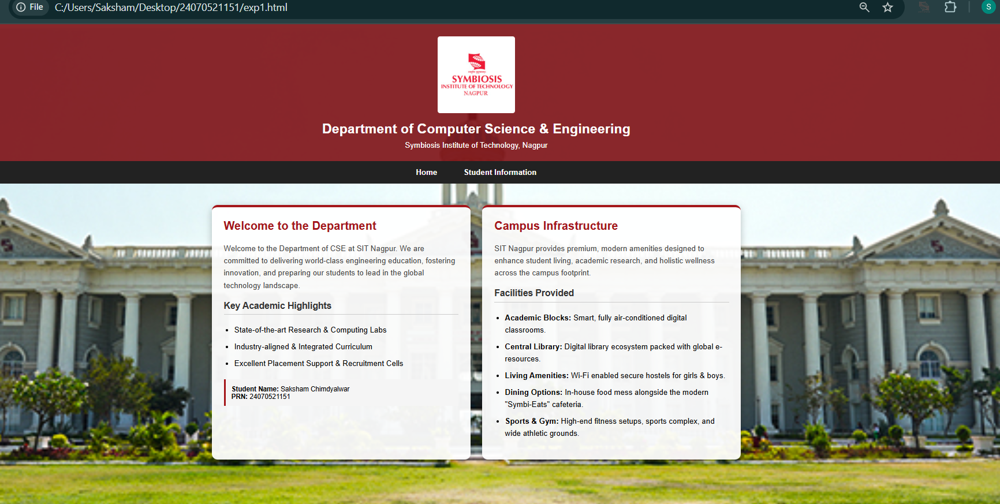 File
C:/Users/Saksham/Desktop/24070521151/exp1.html
S
SYMBIOSIS
INSTITUTE OF TECHNOLOGY
NAGPUR
Department of Computer Science & Engineering
Symbiosis Institute of Technology, Nagpur
Home
Student Information
Welcome to the Department
Welcome to the Department of CSE at SIT Nagpur. We are
committed to delivering world-class engineering education, fostering
innovation, and preparing our students to lead in the global
technology landscape.
Key Academic Highlights
• State-of-the-art Research & Computing Labs
• Industry-aligned & Integrated Curriculum
• Excellent Placement Support & Recruitment Cells
Student Name: Saksham Chimdyalwar
PRN: 24070521151
Campus Infrastructure
SIT Nagpur provides premium, modern amenities designed to
enhance student living, academic research, and holistic wellness
across the campus footprint.
Facilities Provided
• Academic Blocks: Smart, fully air-conditioned digital
classrooms.
• Central Library: Digital library ecosystem packed with global e-
resources.
• Living Amenities: Wi-Fi enabled secure hostels for girls & boys.
• Dining Options: In-house food mess alongside the modern
"Symbi-Eats" cafeteria.
• Sports & Gym: High-end fitness setups, sports complex, and
wide athletic grounds.